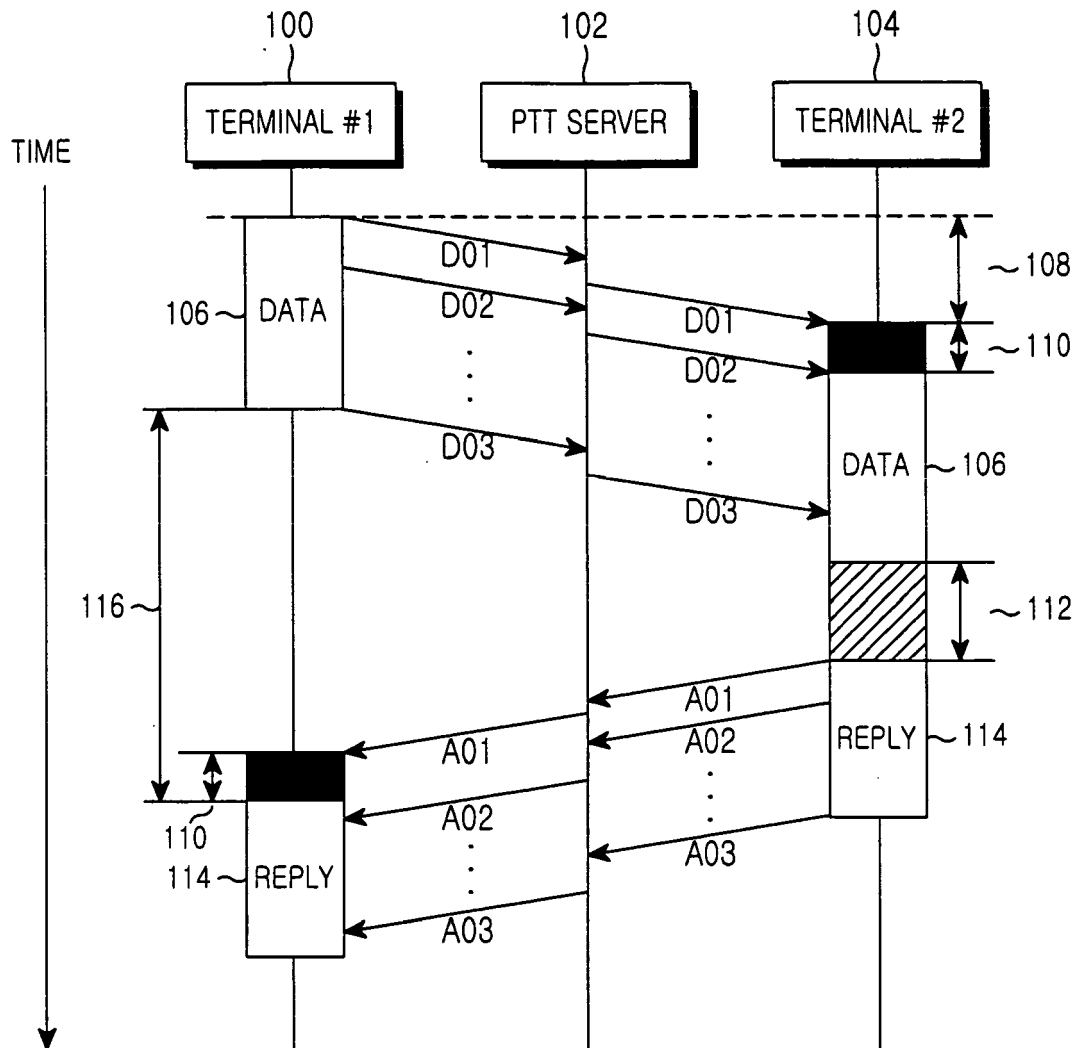 100
102
104
TERMINAL #1
PTT SERVER
TERMINAL #2
TIME
D01
108
106
DATA
D02
D01
110
D02
D03
DATA
106
D03
116
112
A01
A01
A02
REPLY
114
110
A02
A03
114
REPLY
A03